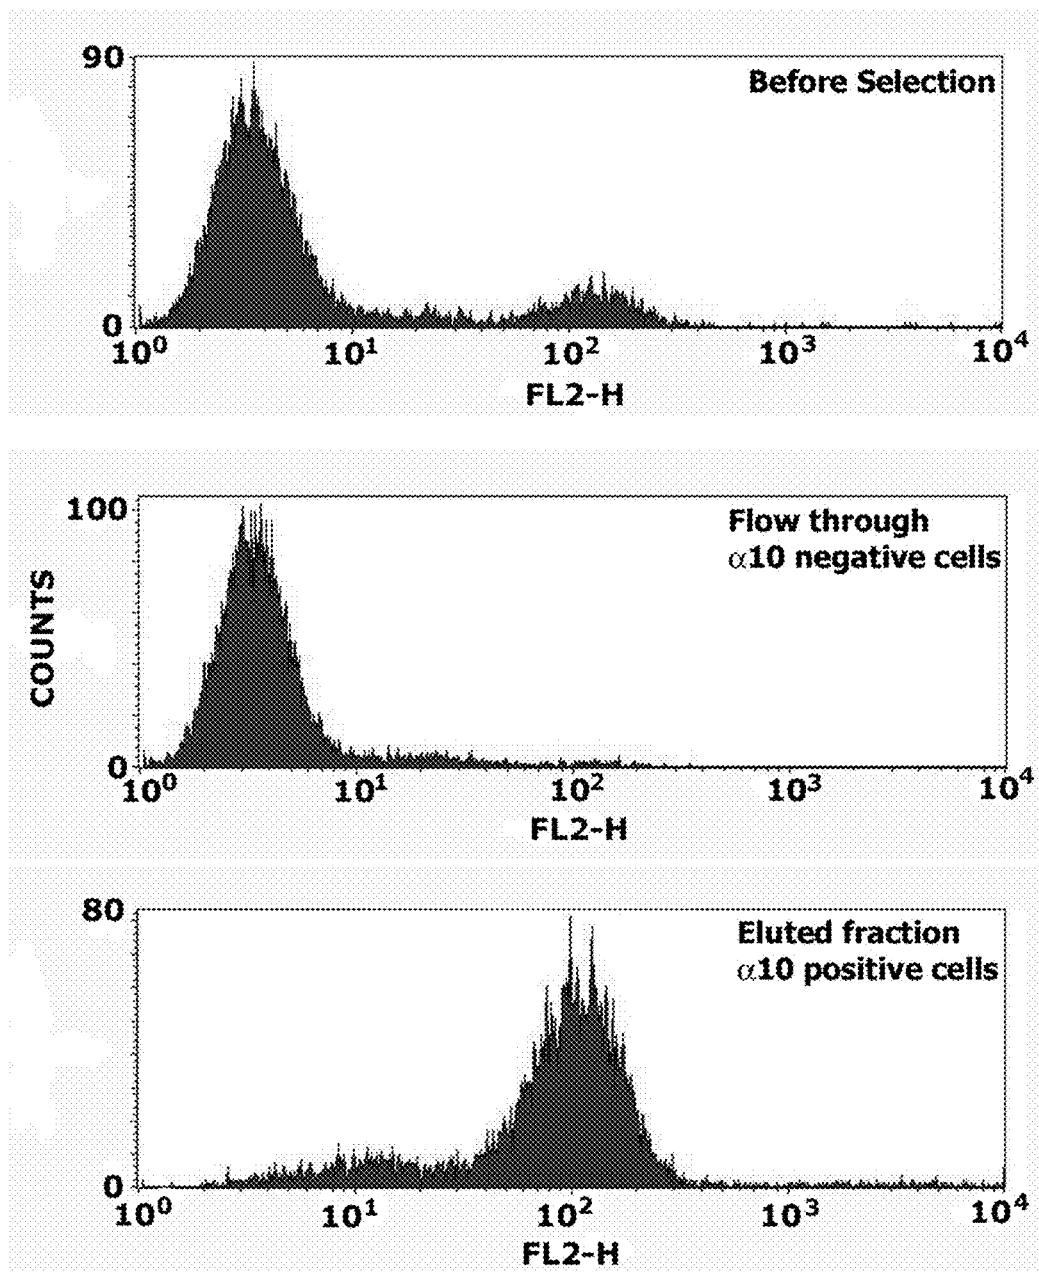 90
Before Selection
0
10⁰ 10¹ 10² 10³ 10⁴
FL2-H
100
Flow through
α10 negative cells
COUNTS
0
10⁰ 10¹ 10² 10³ 10⁴
FL2-H
80
Eluted fraction
α10 positive cells
0
10⁰ 10¹ 10² 10³ 10⁴
FL2-H